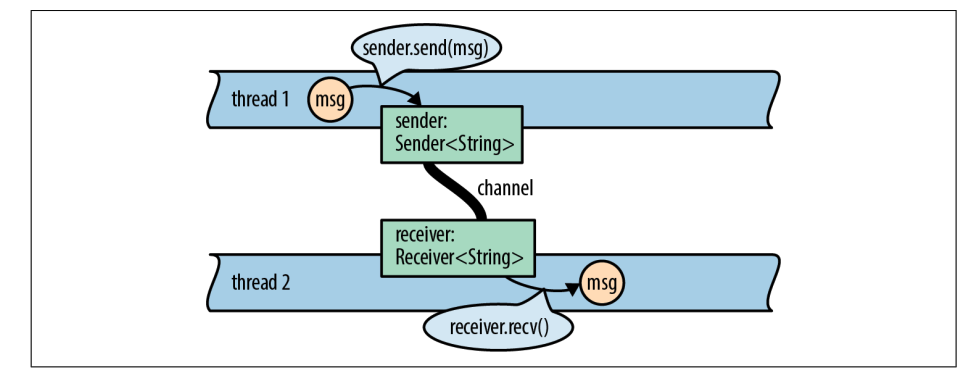 sender.send(msg)
thread 1
msg
sender:
Sender<String>
channel
receiver:
Receiver<String>
thread 2
msg
receiver.recv()